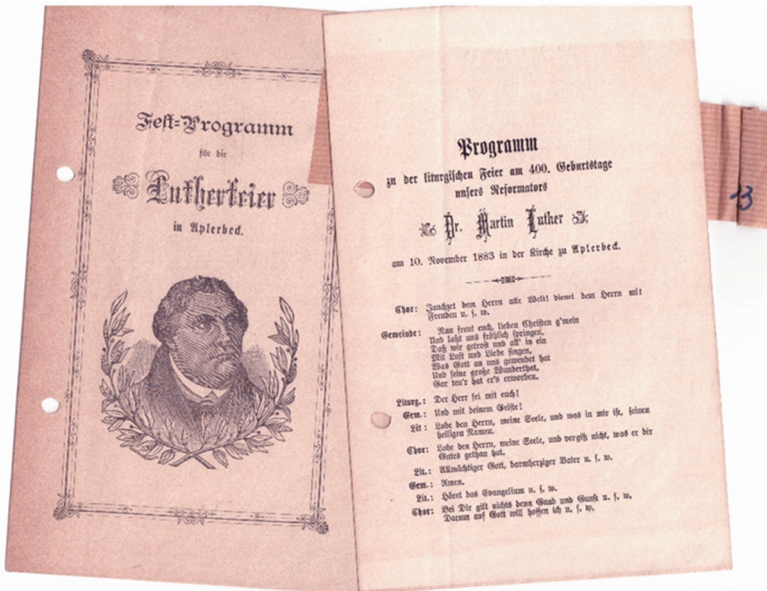 Fest-Programm
für die
Lutherfeier
in Aplerbeck.
Programm
zu der liturgischen Feier am 400. Geburtstage
unsers Reformators
Dr. Martin Luther
am 10. November 1883 in der Kirche zu Aplerbeck.
Chor: Jauchzet dem Herrn alle Welt! dienet dem Herrn mit
Freuden u. s. w.
Gemeinde: Nun freut euch, lieben Christen g'mein
Und laßt uns fröhlich springen,
Daß wir getrost und all' in ein
Mit Lust und Liebe singen,
Was Gott an uns gewendet hat
Und seine große Wunderthat,
Gar teu'r hat er's erworben.
Liturg.: Der Herr sei mit euch!
Gem.: Und mit deinem Geiste!
Lit: Lobe den Herrn, meine Seele, und was in mir ist, seinen
heiligen Namen.
Chor: Lobe den Herrn, meine Seele, und vergiß nicht, was er dir
Gutes gethan hat.
Lit.: Allmächtiger Gott, barmherziger Vater u. s. w.
Gem.: Amen.
Lit.: Höret das Evangelium u. s. w.
Chor: Bei Dir gilt nichts denn Gnad und Gunst u. s. w.
Darum auf Gott will hoffen ich u. s. w.
13